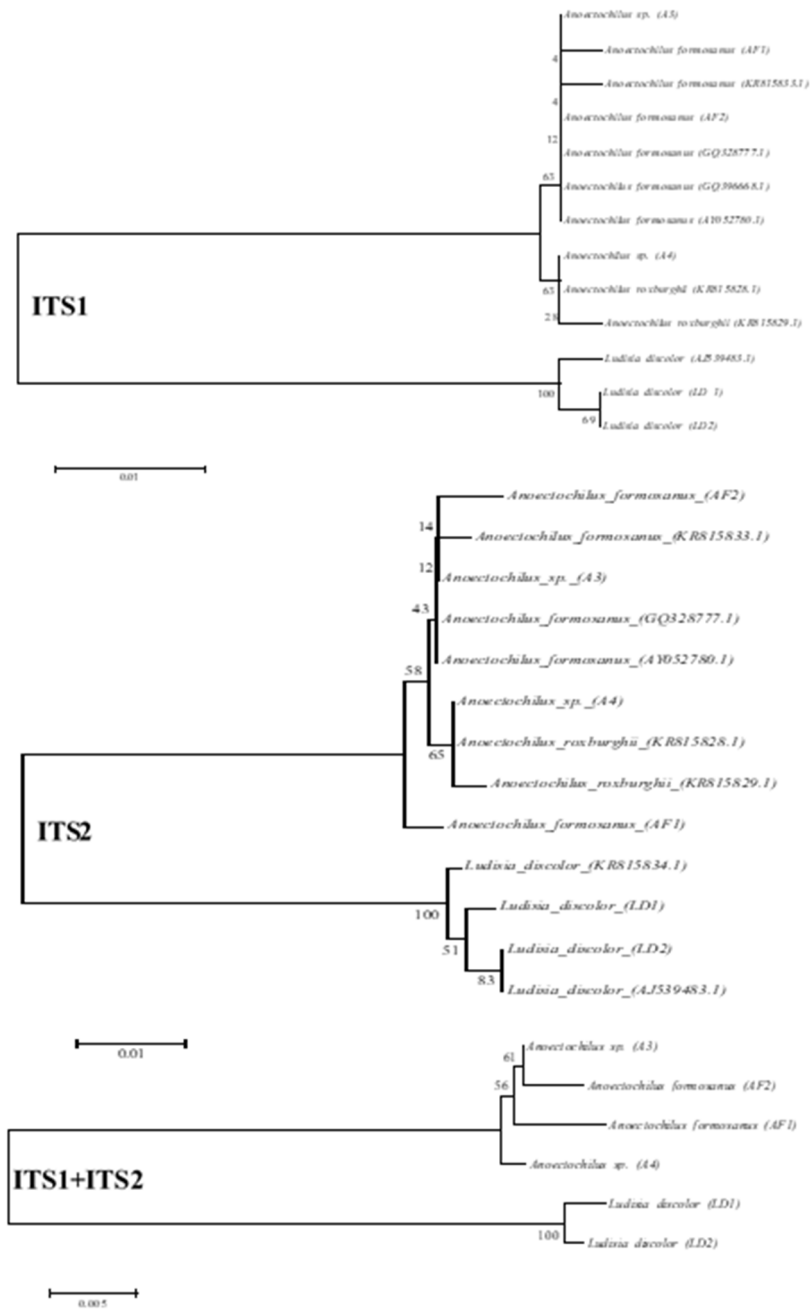 Anoectochilus sp. (A3)
Anoectochilus formosanus (AF1)
4
Anoectochilus formosanus (KR815833.1)
4
Anoectochilus formosanus (AF2)
12
Anoectochilus formosanus (GQ328777.1)
63
Anoectochilus formosanus (GQ396668.1)
Anoectochilus formosanus (AY052780.1)
Anoectochilus sp. (A4)
63
Anoectochilus roxburghii (KR815828.1)
ITS1
28
Anoectochilus roxburghii (KR815829.1)
Ludisia discolor (AJ539483.1)
100
Ludisia discolor (LD 1)
69
Ludisia discolor (LD2)
0.01
Anoectochilus_formosanus_(AF2)
14
Anoectochilus_formosanus_(KR815833.1)
12
Anoectochilus_sp._(A3)
43
Anoectochilus_formosanus_(GQ328777.1)
Anoectochilus_formosanus_(AY052780.1)
58
Anoectochilus_sp._(A4)
Anoectochilus_roxburghii_(KR815828.1)
65
Anoectochilus_roxburghii_(KR815829.1)
ITS2
Anoectochilus_formosanus_(AF1)
Ludisia_discolor_(KR815834.1)
100
Ludisia_discolor_(LD1)
51
Ludisia_discolor_(LD2)
83
Ludisia_discolor_(AJ539483.1)
0.01
Anoectochilus sp. (A3)
61
56
Anoectochilus formosanus (AF2)
Anoectochilus formosanus (AF1)
Anoectochilus sp. (A4)
ITS1+ITS2
Ludisia discolor (LD1)
100
Ludisia discolor (LD2)
0.005